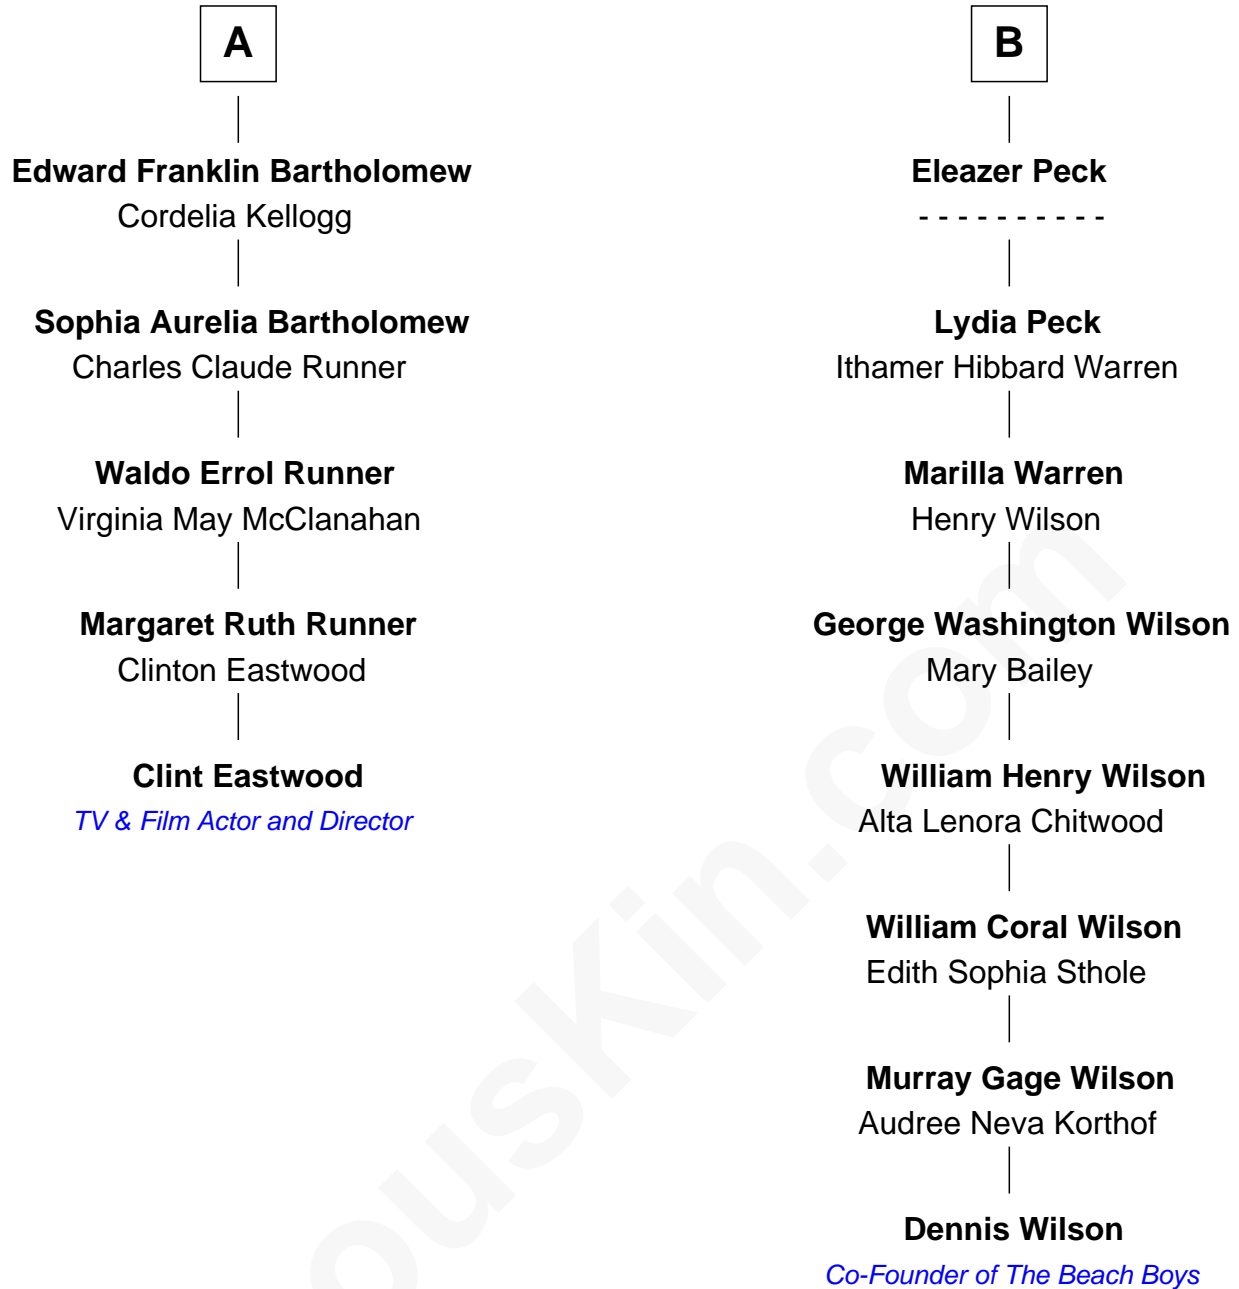 A
Edward Franklin Bartholomew
Cordelia Kellogg
Sophia Aurelia Bartholomew
Charles Claude Runner
Waldo Errol Runner
Virginia May McClanahan
Margaret Ruth Runner
Clinton Eastwood
Clint Eastwood
TV & Film Actor and Director
B
Eleazer Peck
- - - - - - - - - -
Lydia Peck
Ithamer Hibbard Warren
Marilla Warren
Henry Wilson
George Washington Wilson
Mary Bailey
William Henry Wilson
Alta Lenora Chitwood
William Coral Wilson
Edith Sophia Sthole
Murray Gage Wilson
Audree Neva Korthof
Dennis Wilson
Co-Founder of The Beach Boys
ousKin.com